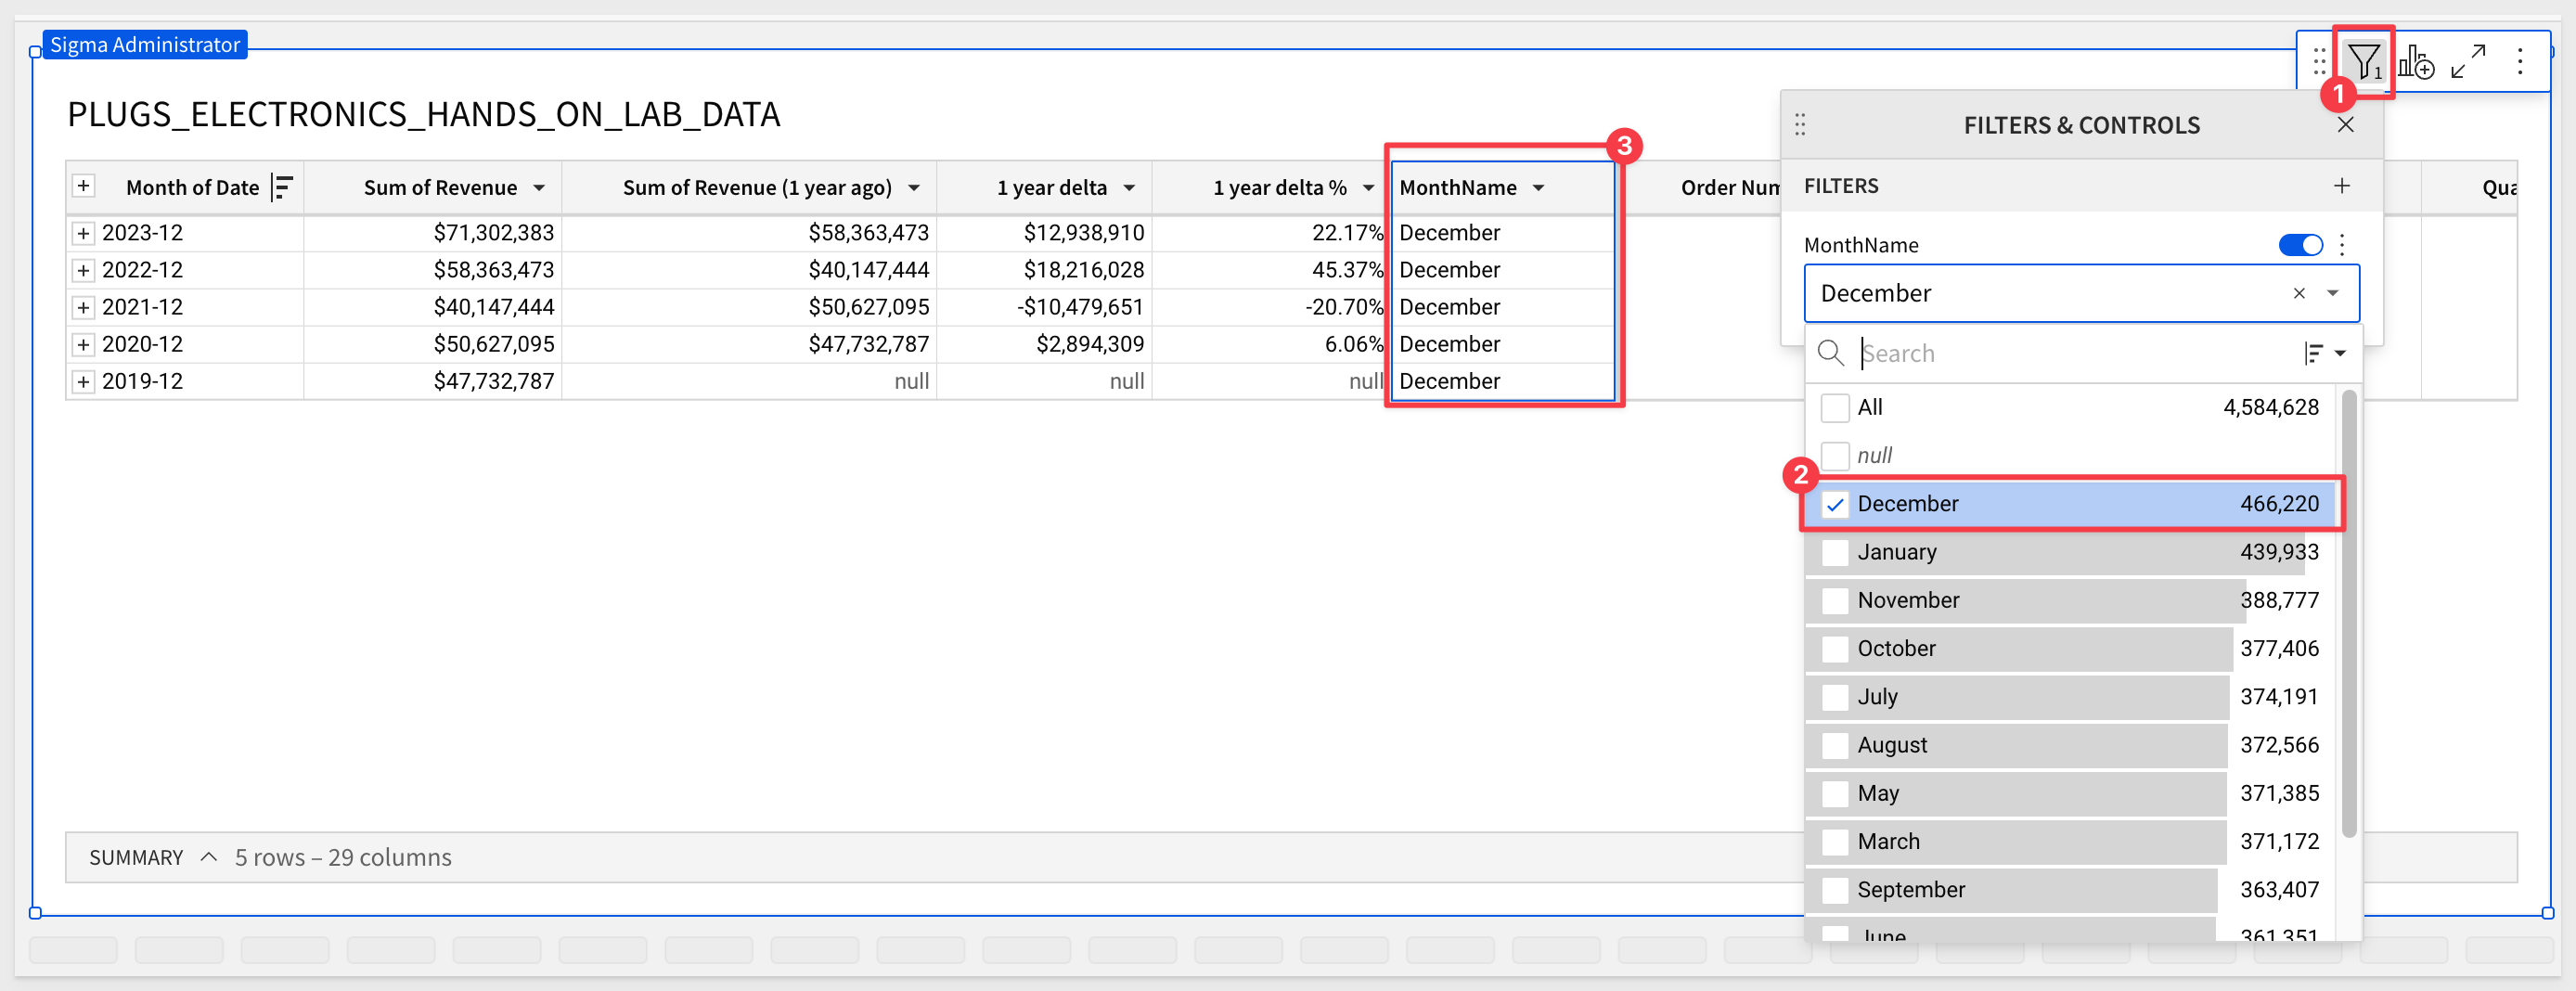 Sigma Administrator
1
1
PLUGS_ELECTRONICS_HANDS_ON_LAB_DATA
3
Month of Date Sum of Revenue Sum of Revenue (1 year ago) 1 year delta 1 year delta % MonthName Order Num Qua
2023-12 $71,302,383 $58,363,473 $12,938,910 22.17% December
2022-12 $58,363,473 $40,147,444 $18,216,028 45.37% December
2021-12 $40,147,444 $50,627,095 -$10,479,651 -20.70% December
2020-12 $50,627,095 $47,732,787 $2,894,309 6.06% December
2019-12 $47,732,787 null null null December
SUMMARY 5 rows – 29 columns
FILTERS & CONTROLS
FILTERS
MonthName
December
Search
All 4,584,628
null
2
December 466,220
January 439,933
November 388,777
October 377,406
July 374,191
August 372,566
May 371,385
March 371,172
September 363,407
June 361,351